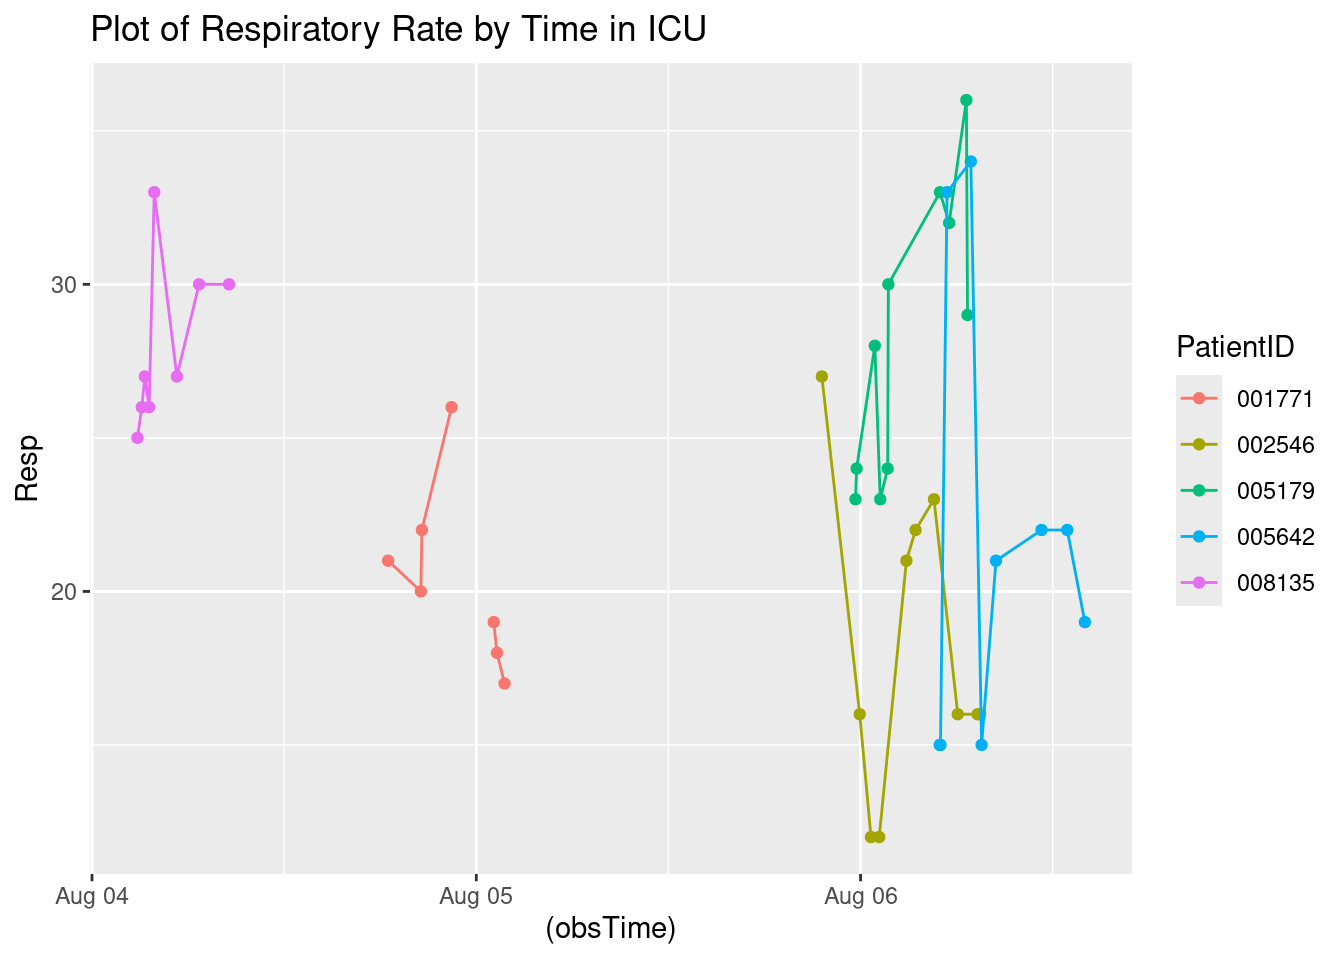 Plot of Respiratory Rate by Time in ICU
Resp
30
20
Aug 04
Aug 05
Aug 06
(obsTime)
PatientID
001771
002546
005179
005642
008135